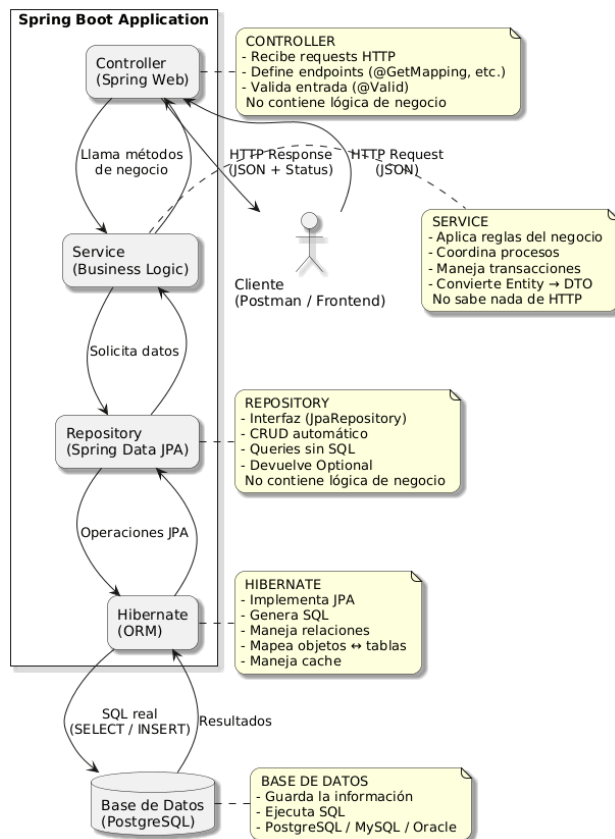 Spring Boot Application
Controller
(Spring Web)
CONTROLLER
- Recibe requests HTTP
- Define endpoints (@GetMapping, etc.)
- Valida entrada (@Valid)
No contiene lógica de negocio
Llama métodos
de negocio
HTTP Response
(JSON + Status)
HTTP Request
(JSON)
Service
(Business Logic)
Cliente
(Postman / Frontend)
SERVICE
- Aplica reglas del negocio
- Coordina procesos
- Maneja transacciones
- Convierte Entity → DTO
No sabe nada de HTTP
Solicita datos
Repository
(Spring Data JPA)
REPOSITORY
- Interfaz (JpaRepository)
- CRUD automático
- Queries sin SQL
- Devuelve Optional
No contiene lógica de negocio
Operaciones JPA
Hibernate
(ORM)
HIBERNATE
- Implementa JPA
- Genera SQL
- Maneja relaciones
- Mapea objetos ↔ tablas
- Maneja cache
SQL real
(SELECT / INSERT)
Resultados
Base de Datos
(PostgreSQL)
BASE DE DATOS
- Guarda la información
- Ejecuta SQL
- PostgreSQL / MySQL / Oracle